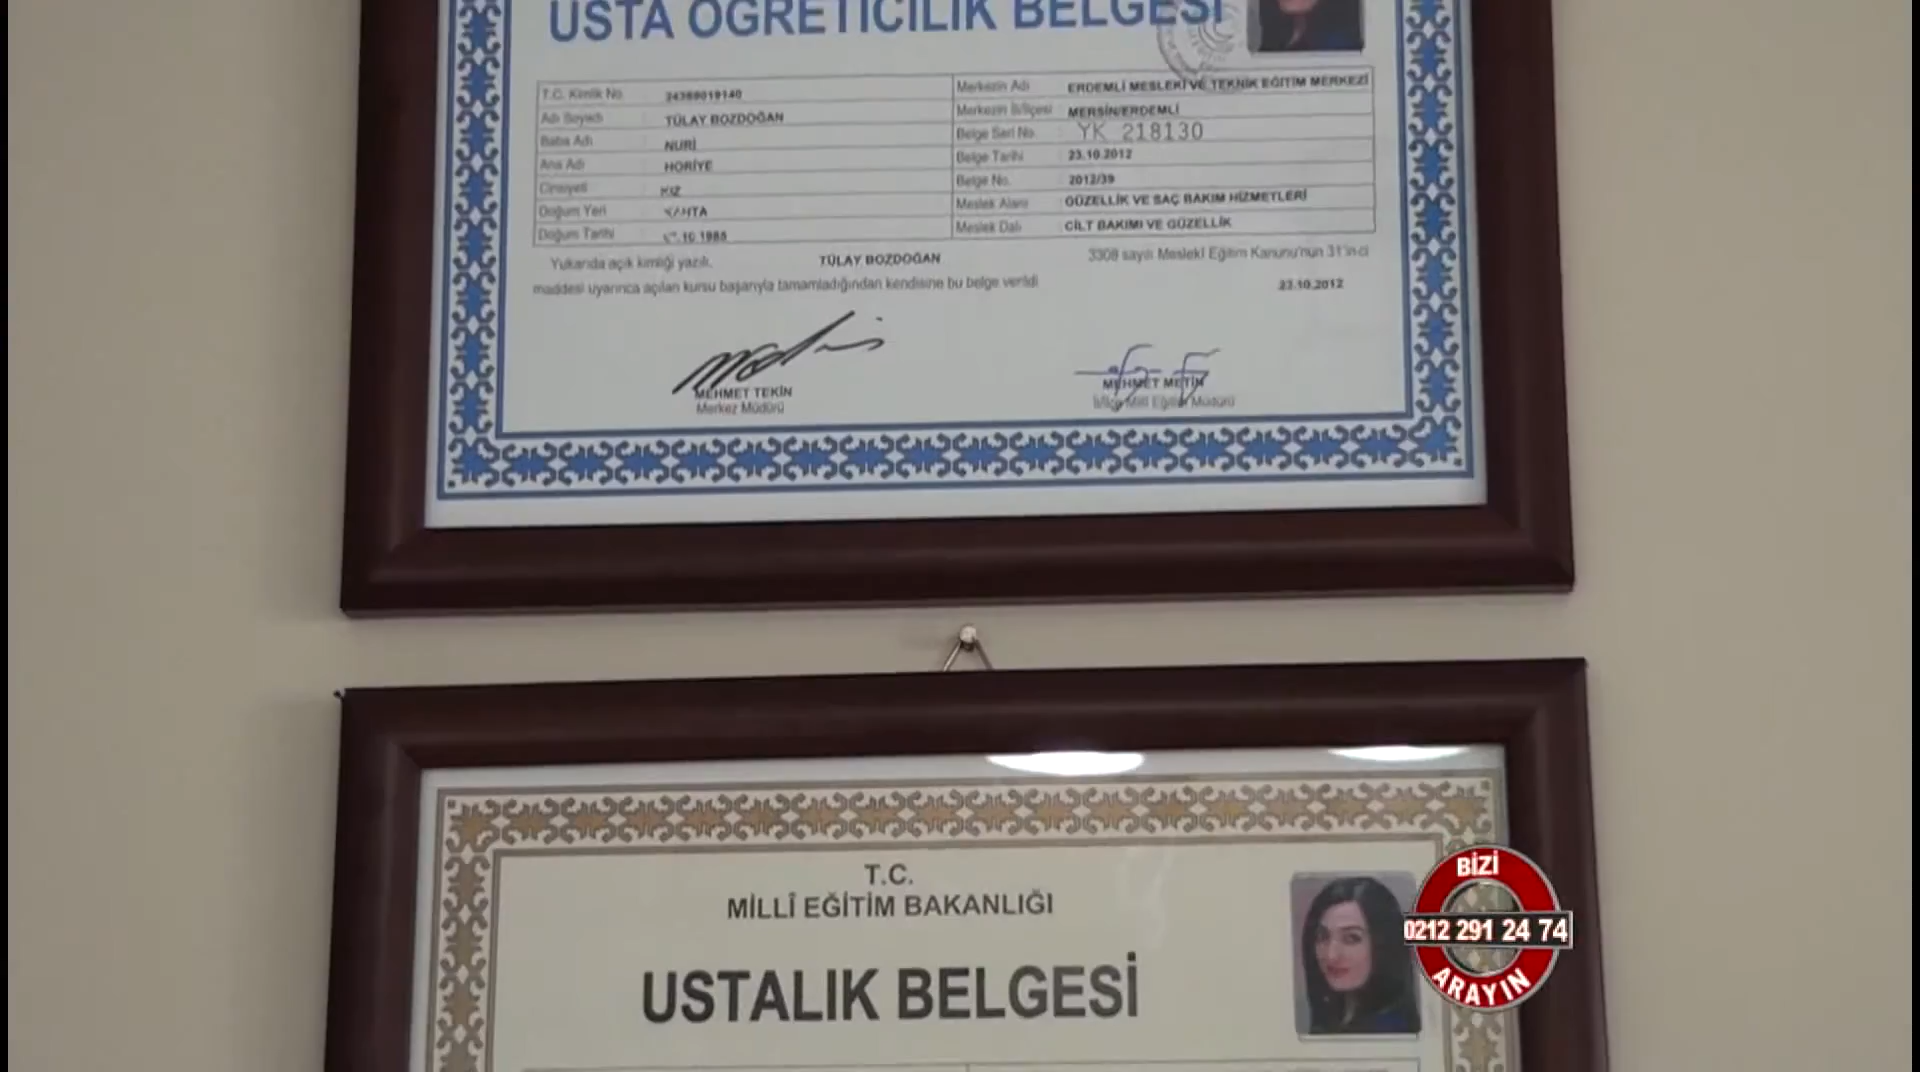 USTA ÖĞRETİCİLİK BELGESİ
T.C. Kimlik No 24388019140 Merkezin Adı ERDEMLİ MESLEKİ VE TEKNİK EĞİTİM MERKEZİ
Adı Soyadı TÜLAY BOZDOĞAN Merkezin İl/İlçesi MERSİN/ERDEMLİ
Baba Adı NURİ Belge Seri No. YK 218130
Ana Adı HORİYE Belge Tarihi 23.10.2012
Cinsiyeti KIZ Belge No. 2012/39
Doğum Yeri Meslek Alanı GÜZELLİK VE SAÇ BAKIM HİZMETLERİ
Doğum Tarihi .10.1985 Meslek Dalı CİLT BAKIMI VE GÜZELLİK
Yukarıda açık kimliği yazılı, TÜLAY BOZDOĞAN 3308 sayılı Mesleki Eğitim Kanunu'nun 31'inci
maddesi uyarınca açılan kursu başarıyla tamamladığından kendisine bu belge verildi 23.10.2012
MEHMET TEKİN MEHMET METİN
Merkez Müdürü İl/İlçe Milli Eğitim Müdürü
T.C.
MİLLÎ EĞİTİM BAKANLIĞI
USTALIK BELGESİ
BİZİ
0212 291 24 74
ARAYIN